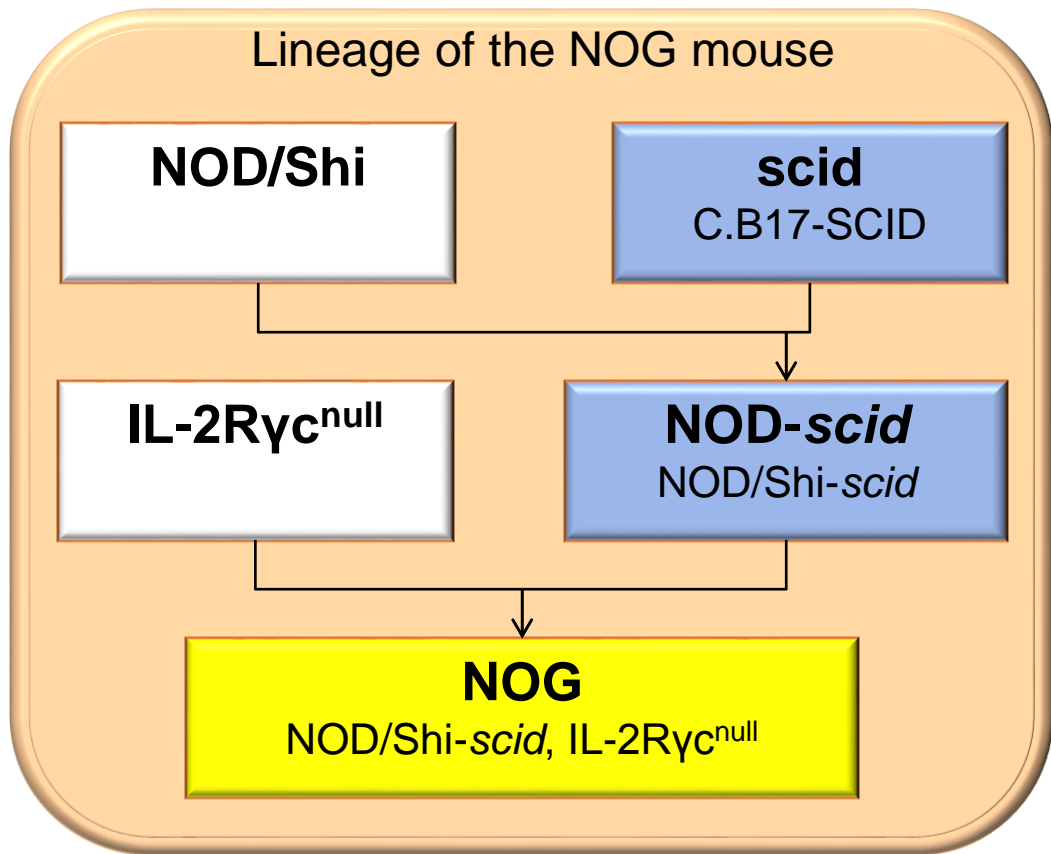 Lineage of the NOG mouse
NOD/Shi
scid
C.B17-SCID
IL-2Rγcnull
NOD-scid
NOD/Shi-scid
NOG
NOD/Shi-scid, IL-2Rγcnull